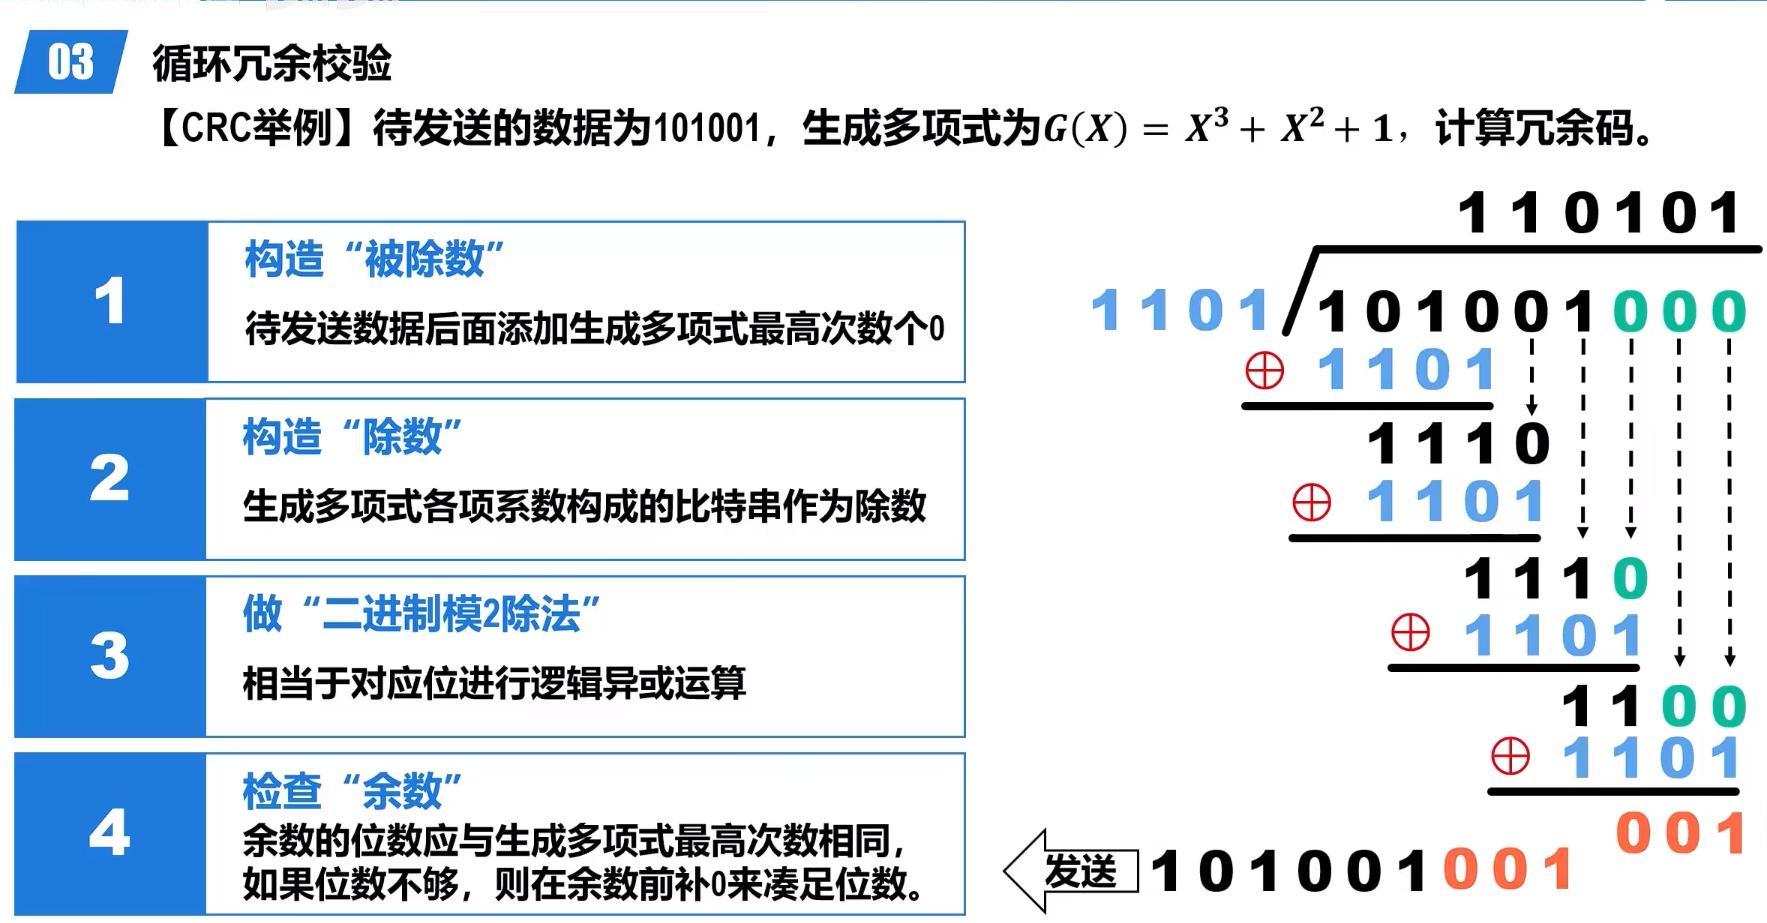 03 循环冗余校验
【CRC举例】待发送的数据为101001，生成多项式为G(X) = X³ + X² + 1，计算冗余码。
1
构造“被除数”
待发送数据后面添加生成多项式最高次数个0
2
构造“除数”
生成多项式各项系数构成的比特串作为除数
3
做“二进制模2除法”
相当于对应位进行逻辑异或运算
4
检查“余数”
余数的位数应与生成多项式最高次数相同，
如果位数不够，则在余数前补0来凑足位数。
110101
1101 101001000
⊕ 1101
1110
⊕ 1101
1110
⊕ 1101
1100
⊕ 1101
001
发送 101001001